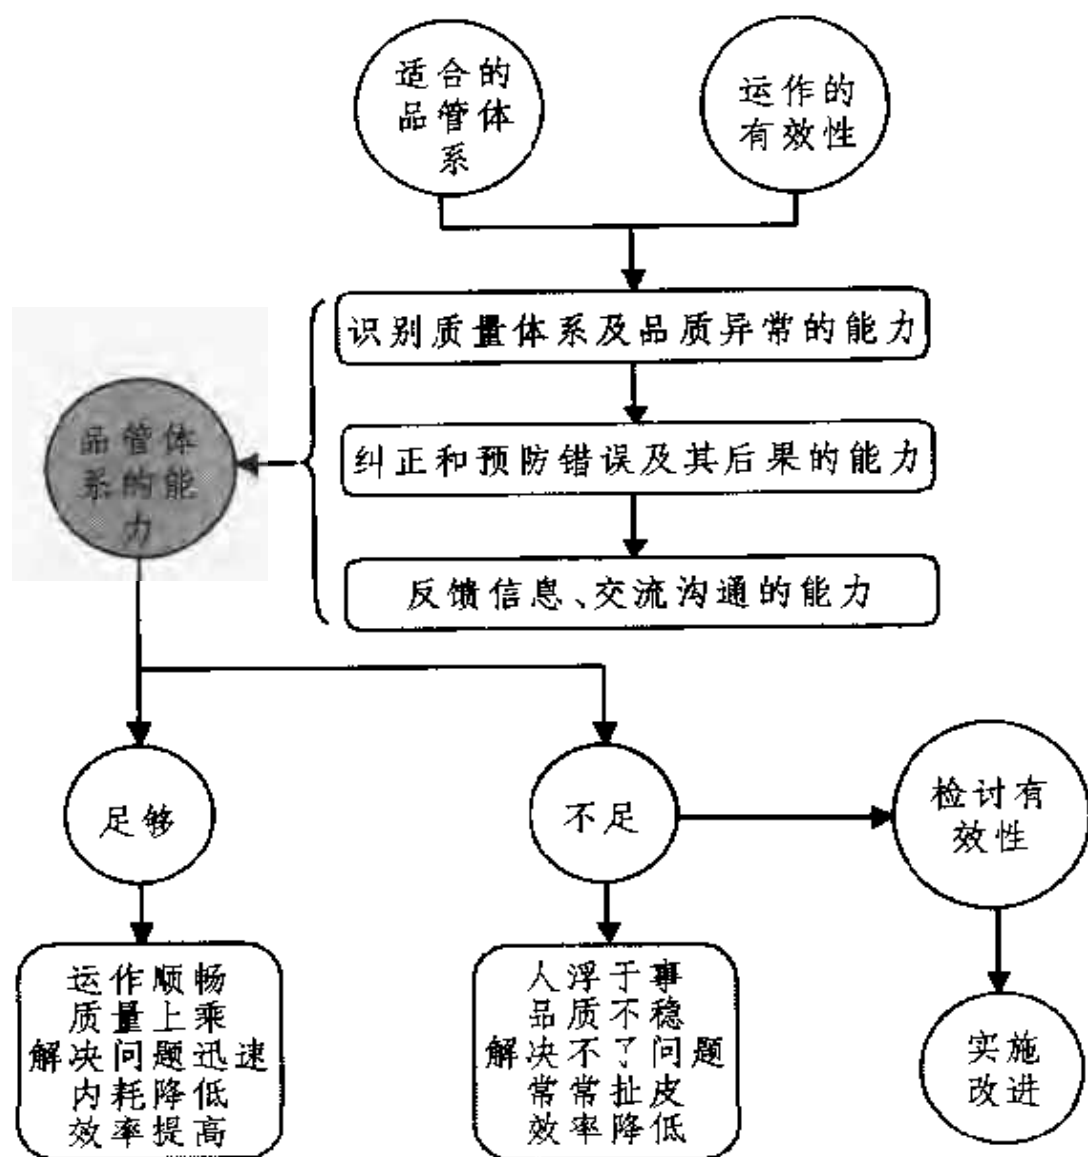 适合的
品管体
系
运作的
有效性
识别质量体系及品质异常的能力
品管体
系的能
力
纠正和预防错误及其后果的能力
反馈信息、交流沟通的能力
足够
不足
检讨有
效性
运作顺畅
质量上乘
解决问题迅速
内耗降低
效率提高
人浮于事
品质不稳
解决不了问题
常常扯皮
效率降低
实施
改进